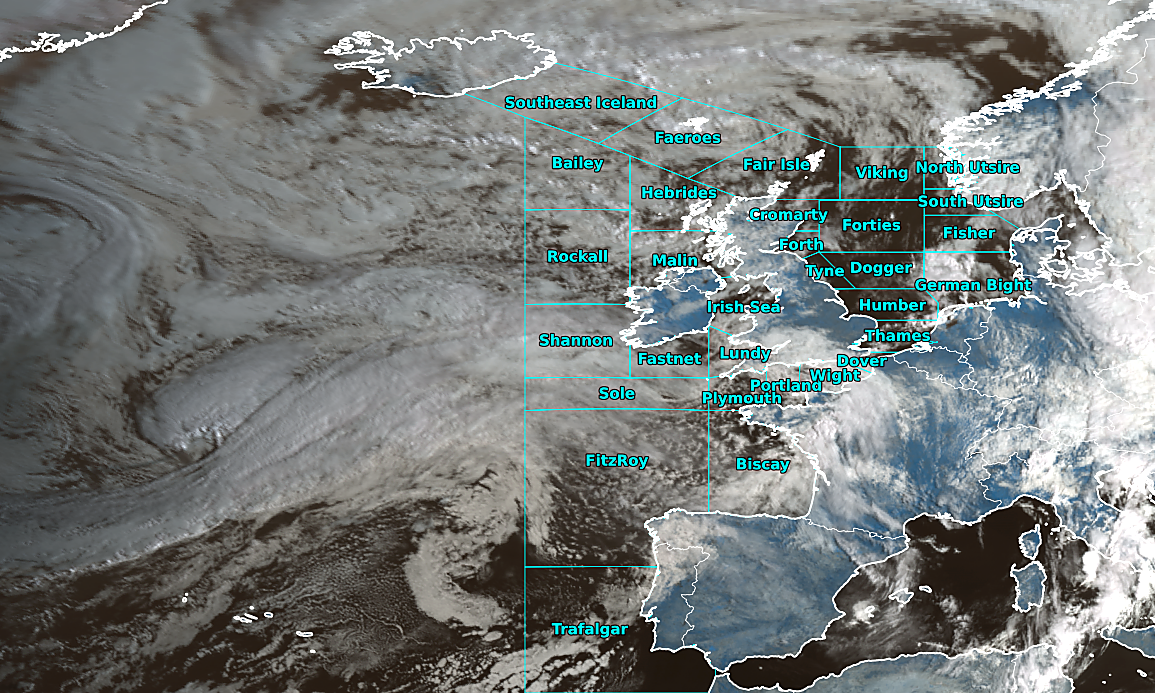 Southeast Iceland
Faeroes
Bailey
Fair Isle
Viking
North Utsire
Hebrides
South Utsire
Cromarty
Forties
Fisher
Forth
Rockall
Malin
Tyne
Dogger
German Bight
Irish Sea
Humber
Shannon
Thames
Fastnet
Lundy
Dover
Wight
Portland
Sole
Plymouth
FitzRoy
Biscay
Trafalgar